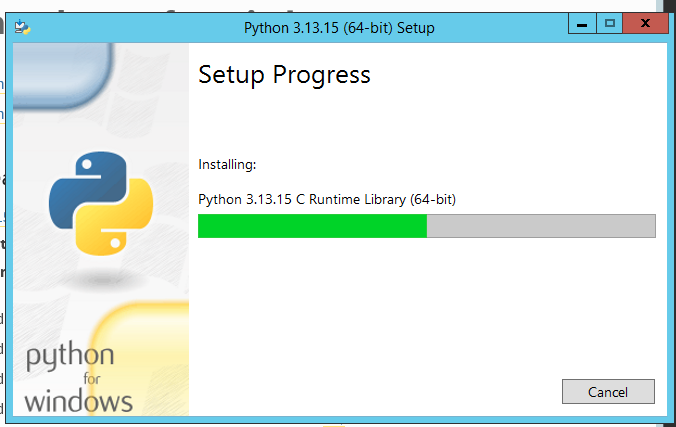 Python 3.13.15 (64-bit) Setup
Setup Progress
Installing:
Python 3.13.15 C Runtime Library (64-bit)
Cancel
python
for
windows